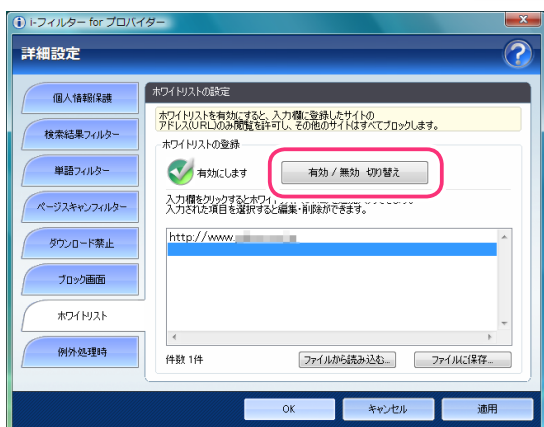 i-フィルター for プロバイダー
詳細設定
?
個人情報保護
検索結果フィルター
単語フィルター
ページスキャンフィルター
ダウンロード禁止
ブロック画面
ホワイトリスト
例外処理時
ホワイトリストの設定
ホワイトリストを有効にすると、入力欄に登録したサイトの
アドレス(URL)のみ閲覧を許可し、その他のサイトはすべてブロックします。
ホワイトリストの登録
有効にします
有効 / 無効 切り替え
入力欄をクリックするとホワイ
入力された項目を選択すると編集・削除ができます。
http://www.
件数 1件
ファイルから読み込む...
ファイルに保存...
OK
キャンセル
適用